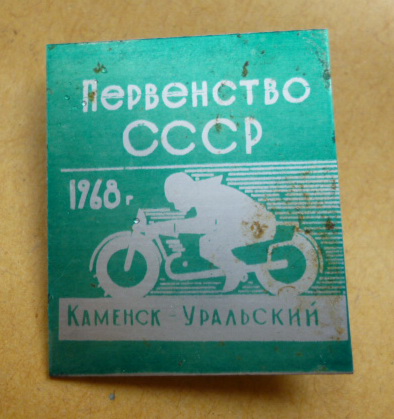 Первенство
СССР
1968 г
Каменск-Уральский